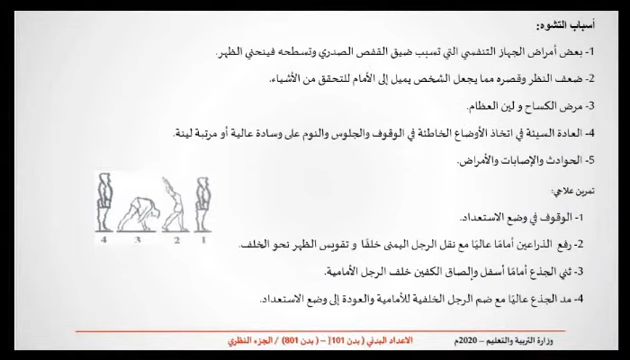 أسباب التشوه:
1- بعض أمراض الجهاز التنفسي التي تسبب ضيق القفص الصدري وتسطحه فينحني الظهر.
2- ضعف النظر وقصره مما يجعل الشخص يميل إلى الأمام للتحقق من الأشياء.
3- مرض الكساح و لين العظام.
4- العادة السيئة في اتخاذ الأوضاع الخاطئة في الوقوف والجلوس والنوم على وسادة عالية أو مرتبة لينة.
5- الحوادث والإصابات والأمراض.
تمرين علاجي:
1- الوقوف في وضع الاستعداد.
2- رفع الذراعين أمامًا عاليًا مع نقل الرجل اليمنى خلفًا و تقويس الظهر نحو الخلف.
3- ثني الجذع أمامًا أسفل وإلصاق الكفين خلف الرجل الأمامية.
4- مد الجذع عاليًا مع ضم الرجل الخلفية للأمامية والعودة إلى وضع الاستعداد.
1 2 3 4
وزارة التربية والتعليم – 2020م
الاعداد البدني ( بدن 101) – ( بدن 801) / الجزء النظري